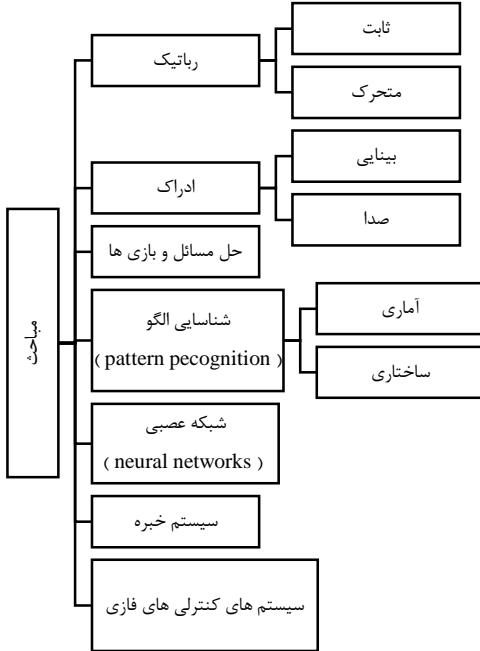 مباحث
رباتیک
ثابت
متحرک
ادراک
بینایی
صدا
حل مسائل و بازی ها
شناسایی الگو
( pattern pecognition )
آماری
ساختاری
شبکه عصبی
( neural networks )
سیستم خبره
سیستم های کنترلی های فازی